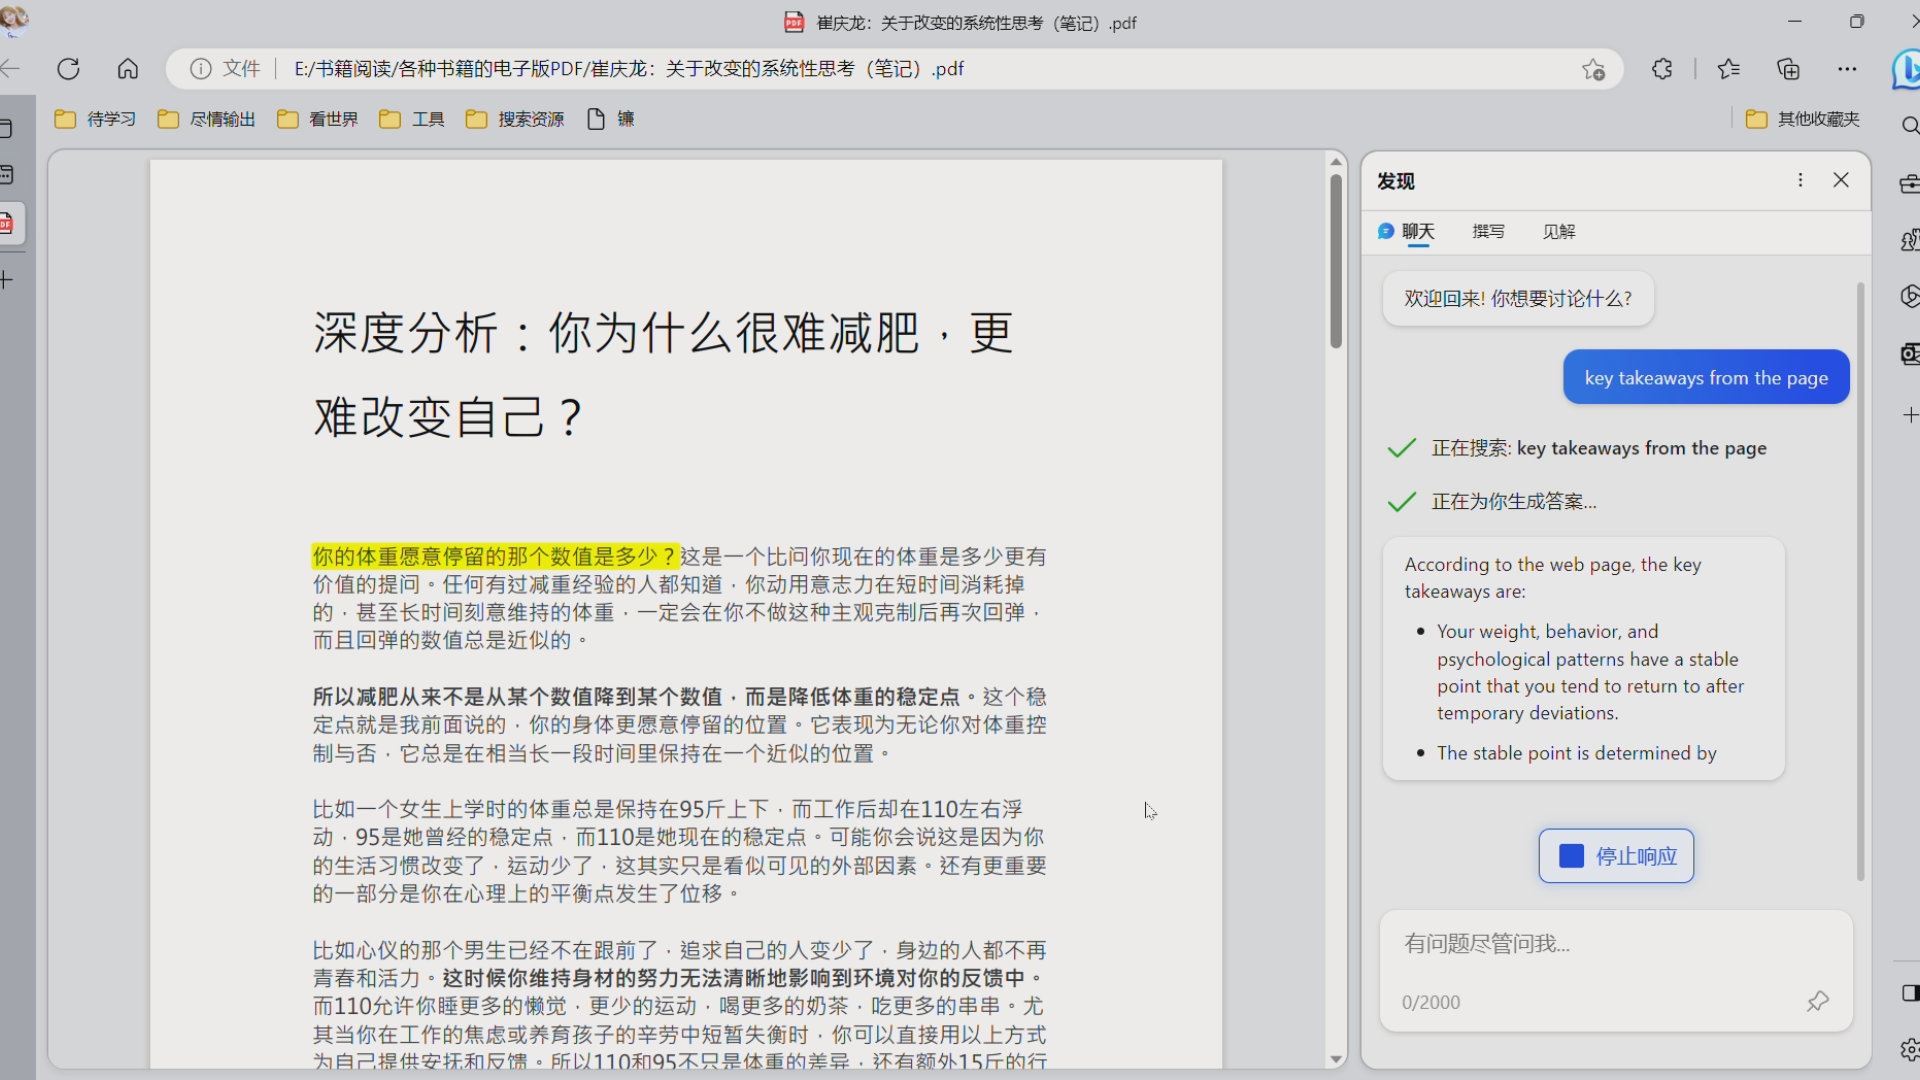 崔庆龙：关于改变的系统性思考（笔记）.pdf
文件
E:/书籍阅读/各种书籍的电子版PDF/崔庆龙：关于改变的系统性思考（笔记）.pdf
待学习
尽情输出
看世界
工具
搜索资源
镰
其他收藏夹
深度分析：你为什么很难减肥，更
难改变自己？
你的体重愿意停留的那个数值是多少？这是一个比问你现在的体重是多少更有
价值的提问。任何有过减重经验的人都知道，你动用意志力在短时间消耗掉
的，甚至长时间刻意维持的体重，一定会在你不做这种主观克制后再次回弹，
而且回弹的数值总是近似的。
所以减肥从来不是从某个数值降到某个数值，而是降低体重的稳定点。这个稳
定点就是我前面说的，你的身体更愿意停留的位置。它表现为无论你对体重控
制与否，它总是在相当长一段时间里保持在一个近似的位置。
比如一个女生上学时的体重总是保持在95斤上下，而工作后却在110左右浮
动，95是她曾经的稳定点，而110是她现在的稳定点。可能你会说这是因为你
的生活习惯改变了，运动少了，这其实只是看似可见的外部因素。还有更重要
的一部分是你在心理上的平衡点发生了位移。
比如心仪的那个男生已经不在跟前了，追求自己的人变少了，身边的人都不再
青春和活力。这时候你维持身材的努力无法清晰地影响到环境对你的反馈中。
而110允许你睡更多的懒觉，更少的运动，喝更多的奶茶，吃更多的串串。尤
其当你在工作的焦虑或养育孩子的辛劳中短暂失衡时，你可以直接用以上方式
为自己提供安抚和反馈。所以110和95不只是体重的差异，还有额外15斤的行
发现
聊天
撰写
见解
欢迎回来! 你想要讨论什么?
key takeaways from the page
正在搜索: key takeaways from the page
正在为你生成答案...
According to the web page, the key
takeaways are:
Your weight, behavior, and
psychological patterns have a stable
point that you tend to return to after
temporary deviations.
The stable point is determined by
停止响应
有问题尽管问我...
0/2000